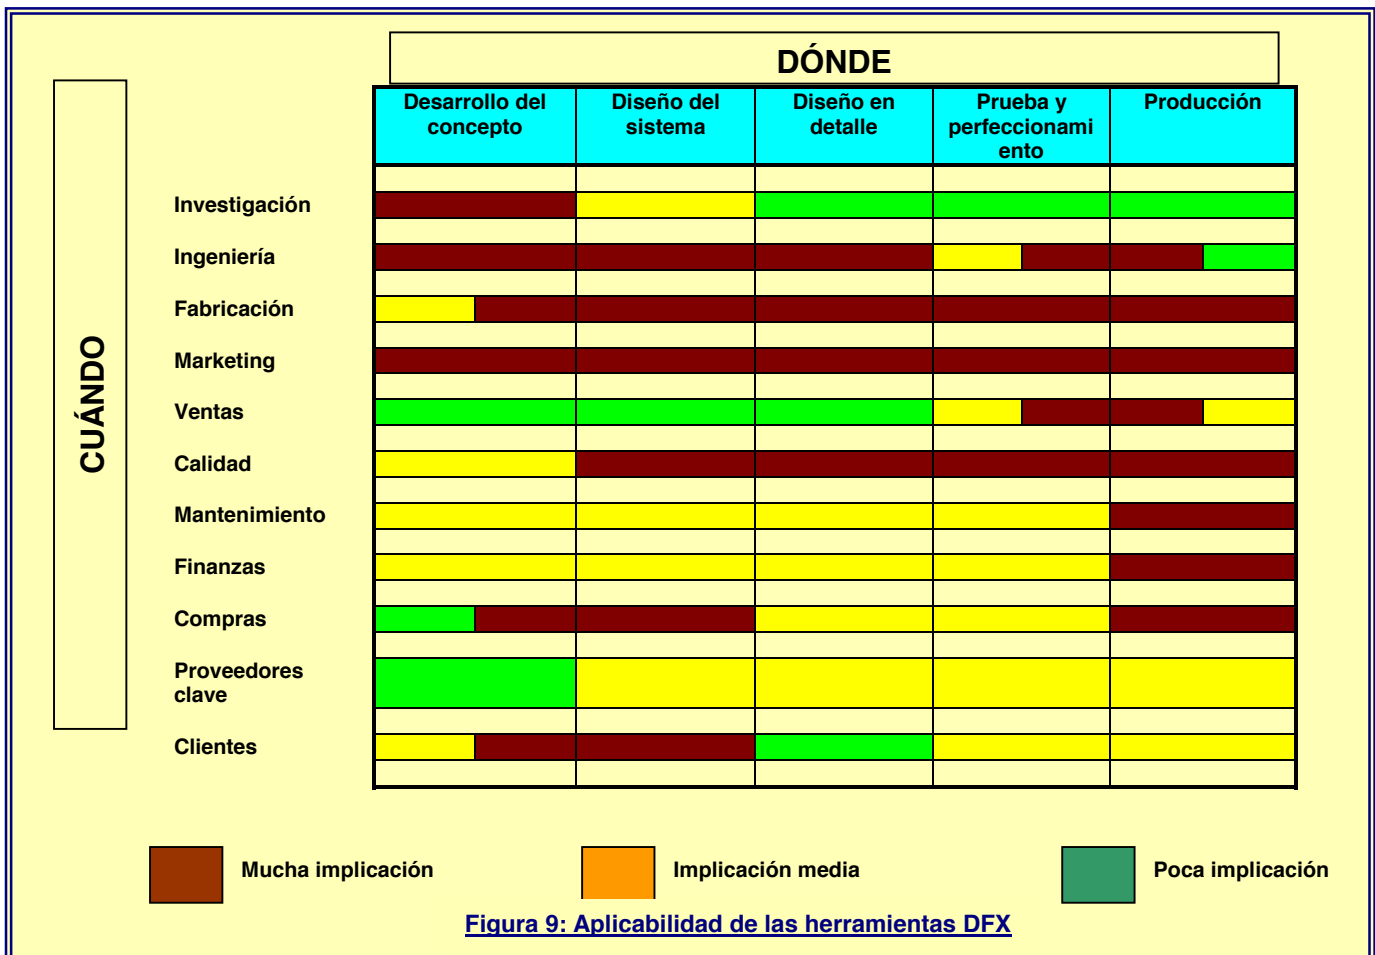 DÓNDE
CUÁNDO
Desarrollo del
concepto
Diseño del
sistema
Diseño en
detalle
Prueba y
perfeccionami
ento
Producción
Investigación
Ingeniería
Fabricación
Marketing
Ventas
Calidad
Mantenimiento
Finanzas
Compras
Proveedores
clave
Clientes
Mucha implicación
Implicación media
Poca implicación
Figura 9: Aplicabilidad de las herramientas DFX